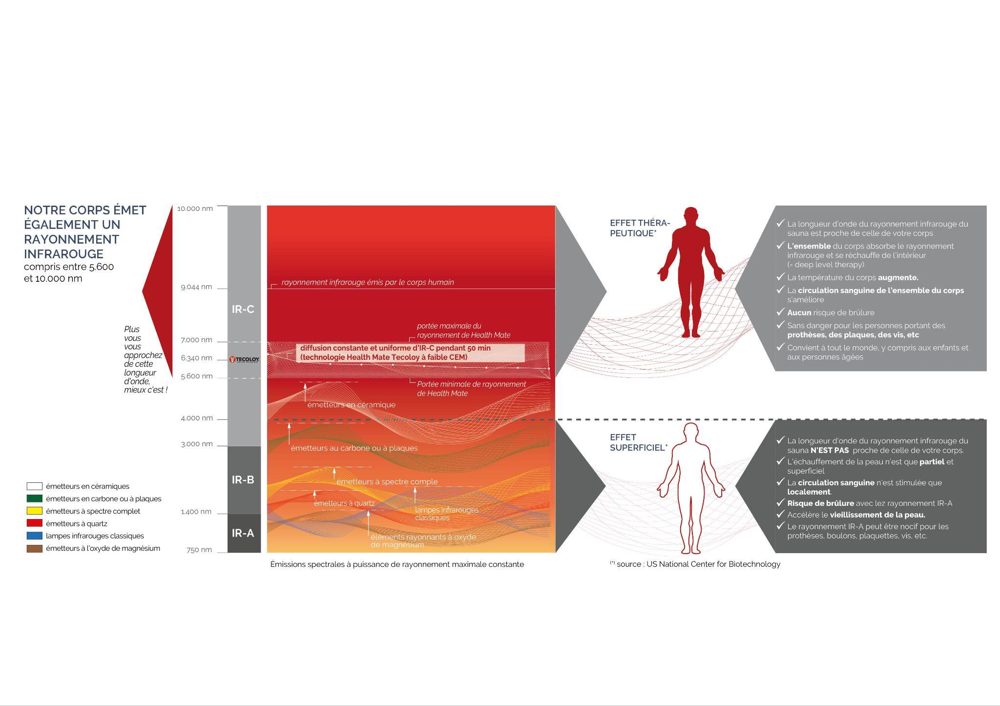 NOTRE CORPS ÉMET
ÉGALEMENT UN
RAYONNEMENT
INFRAROUGE
compris entre 5.600
et 10.000 nm
Plus
vous
vous
approchez
de cette
longueur
d'onde,
mieux c'est !
émetteurs en céramiques
émetteurs en carbone ou à plaques
émetteurs à spectre complet
émetteurs à quartz
lampes infrarouges classiques
émetteurs à l'oxyde de magnésium
10.000 nm
9.044 nm
7.000 nm
6.340 nm
5.600 nm
4.000 nm
3.000 nm
1.400 nm
750 nm
IR-C
TECOLOY
IR-B
IR-A
rayonnement infrarouge émis par le corps humain
portée maximale du
rayonnement de Health Mate
diffusion constante et uniforme d'IR-C pendant 50 min
(technologie Health Mate Tecoloy à faible CEM)
Portée minimale de rayonnement
de Health Mate
émetteurs en céramique
émetteurs au carbone ou à plaques
émetteurs à spectre comple
émetteurs à quartz
lampes infrarouges
classiques
éléments rayonnants à oxyde
de magnésium
Émissions spectrales à puissance de rayonnement maximale constante
EFFET THÉRA-
PEUTIQUE*
La longueur d'onde du rayonnement infrarouge du
sauna est proche de celle de votre corps
L'ensemble du corps absorbe le rayonnement
infrarouge et se réchauffe de l'intérieur
(= deep level therapy)
La température du corps augmente.
La circulation sanguine de l'ensemble du corps
s'améliore
Aucun risque de brûlure
Sans danger pour les personnes portant des
prothèses, des plaques, des vis, etc
Convient à tout le monde, y compris aux enfants et
aux personnes âgées
EFFET
SUPERFICIEL*
La longueur d'onde du rayonnement infrarouge du
sauna N'EST PAS proche de celle de votre corps.
L'échauffement de la peau n'est que partiel et
superficiel
La circulation sanguine n'est stimulée que
localement.
Risque de brûlure avec lez rayonnement IR-A
Accélère le vieillissement de la peau.
Le rayonnement IR-A peut être nocif pour les
prothèses, boulons, plaquettes, vis, etc.
(*) source : US National Center for Biotechnology